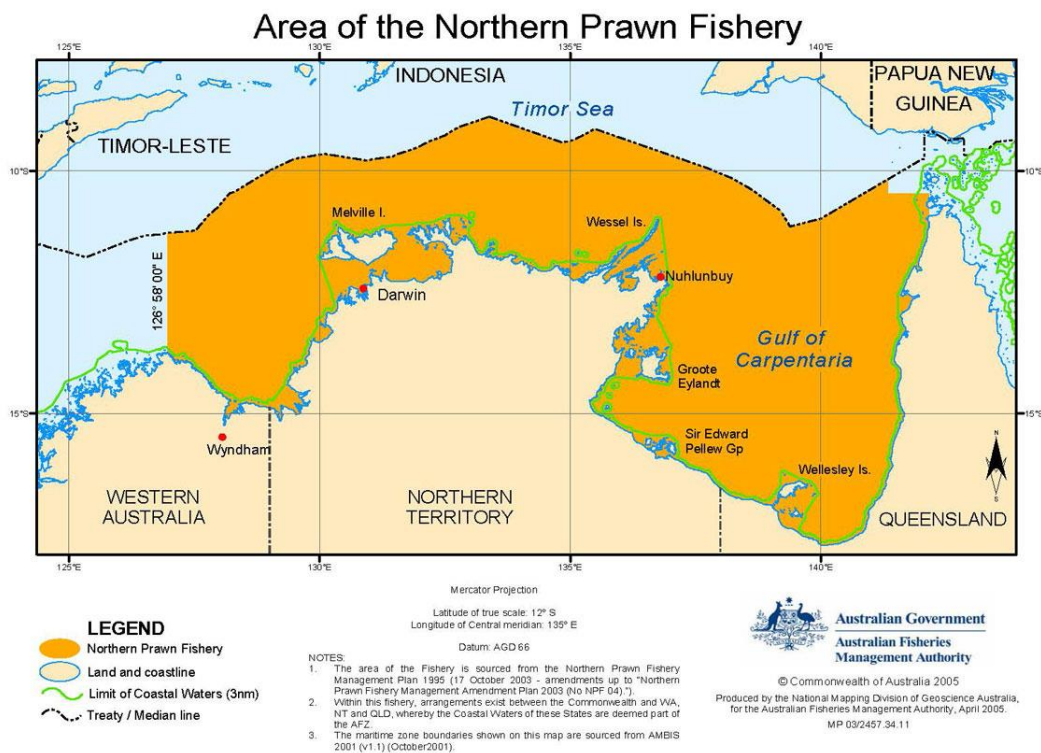 Area of the Northern Prawn Fishery
125°E 130°E 135°E 140°E
INDONESIA
PAPUA NEW
GUINEA
Timor Sea
TIMOR-LESTE
10°S 10°S
Melville I.
Wessel Is.
126° 58' 00" E
Nuhlunbuy
Darwin
Gulf of
Carpentaria
Groote
Eylandt
15°S 15°S
Sir Edward
Pellew Gp
Wyndham
Wellesley Is.
N
S
WESTERN
AUSTRALIA
NORTHERN
TERRITORY
QUEENSLAND
125°E 130°E 135°E 140°E
Mercator Projection
Latitude of true scale: 12° S
Longitude of Central meridian: 135° E
Datum: AGD 66
LEGEND
Northern Prawn Fishery
Land and coastline
Limit of Coastal Waters (3nm)
Treaty / Median line
NOTES:
1. The area of the Fishery is sourced from the Northern Prawn Fishery
Management Plan 1995 (17 October 2003 - amendments up to "Northern
Prawn Fishery Management Amendment Plan 2003 (No NPF 04).").
2. Within this fishery, arrangements exist between the Commonwealth and WA,
NT and QLD, whereby the Coastal Waters of these States are deemed part of
the AFZ.
3. The maritime zone boundaries shown on this map are sourced from AMBIS
2001 (v1.1) (October2001).
Australian Government
Australian Fisheries
Management Authority
© Commonwealth of Australia 2005
Produced by the National Mapping Division of Geoscience Australia,
for the Australian Fisheries Management Authority, April 2005.
MP 03/2457.34.11